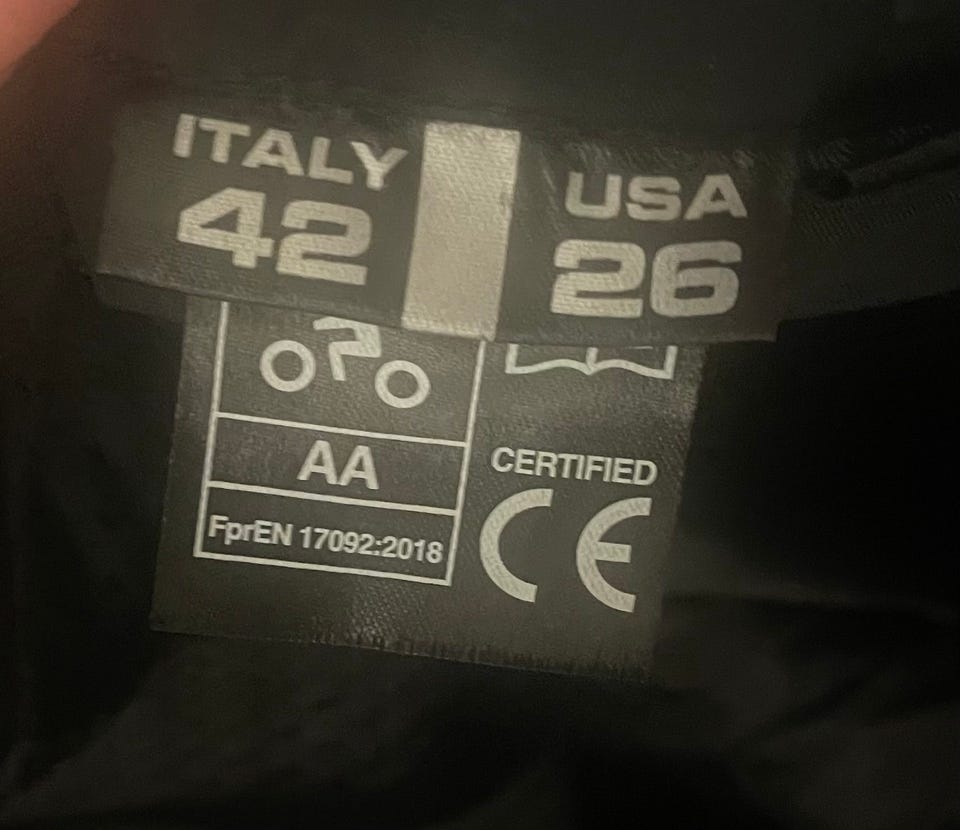 ITALY
42
USA
26
AA
FprEN 17092:2018
CERTIFIED
CE